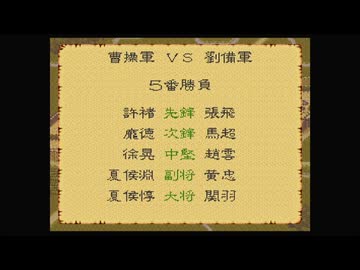 曹操軍 VS 劉備軍
5番勝負
許褚 先鋒 張飛
龐徳 次鋒 馬超
徐晃 中堅 趙雲
夏侯淵 副将 黄忠
夏侯惇 大将 関羽